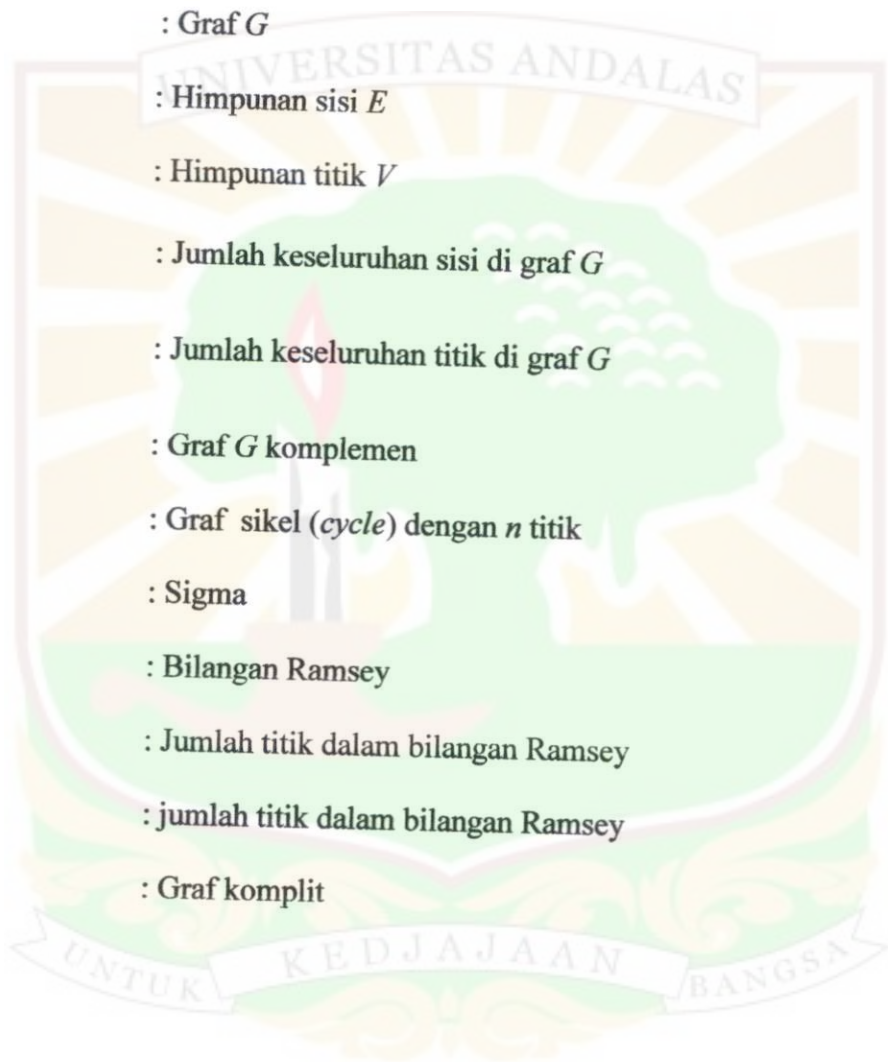 : Graf G
UNIVERSITAS ANDALAS
: Himpunan sisi E
: Himpunan titik V
: Jumlah keseluruhan sisi di graf G
: Jumlah keseluruhan titik di graf G
: Graf G komplemen
: Graf sikel (cycle) dengan n titik
: Sigma
: Bilangan Ramsey
: Jumlah titik dalam bilangan Ramsey
: jumlah titik dalam bilangan Ramsey
: Graf komplit
UNTUK KEDJAJAAN BANGSA